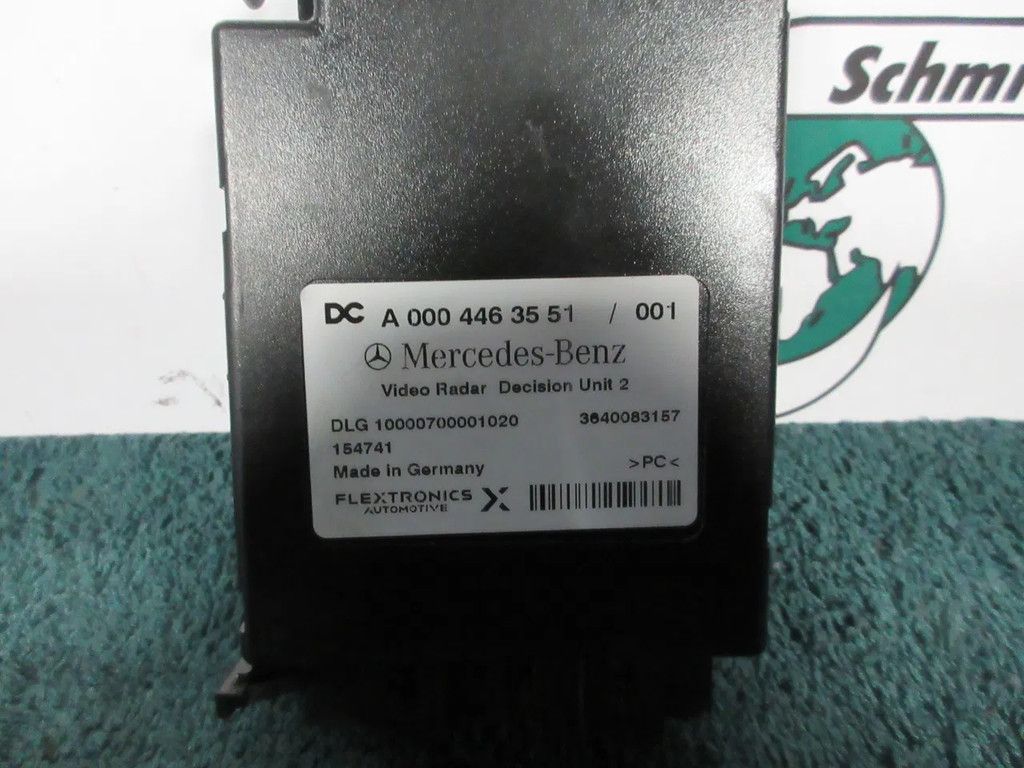 Schm
DC A 000 446 35 51 / 001
Mercedes-Benz
Video Radar Decision Unit 2
DLG 10000700001020 3640083157
154741
Made in Germany >PC<
FLEXTRONICS X
AUTOMOTIVE